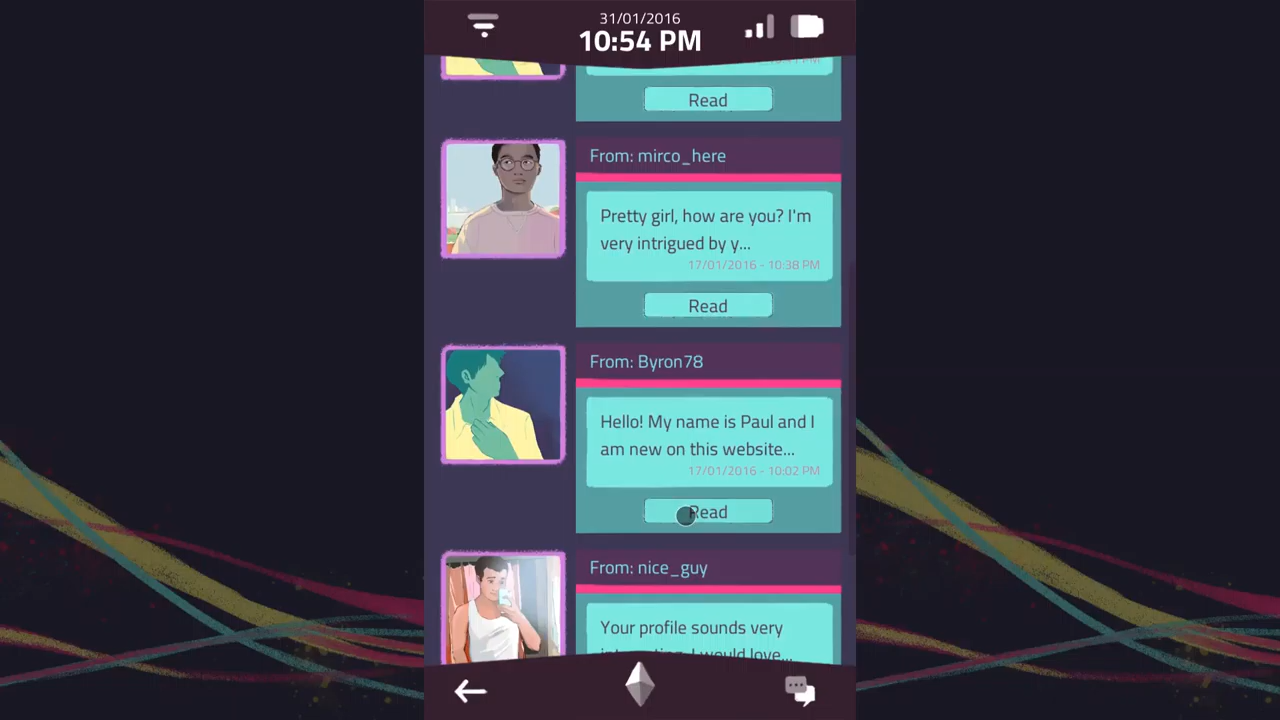 31/01/2016
10:54 PM
Read
From: mirco_here
Pretty girl, how are you? I'm
very intrigued by y...
17/01/2016 - 10:38 PM
Read
From: Byron78
Hello! My name is Paul and I
am new on this website...
17/01/2016 - 10:02 PM
Read
From: nice_guy
Your profile sounds very
I would love...